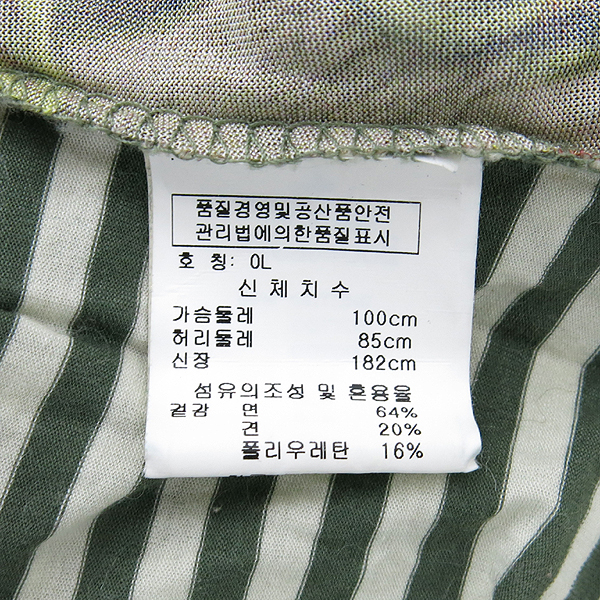 품질경영및공산품안전
관리법에의한품질표시
호 칭: 0L
신체치수
가슴둘레 100cm
허리둘레 85cm
신장 182cm
섬유의조성 및 혼용율
겉감 면 64%
견 20%
폴리우레탄 16%